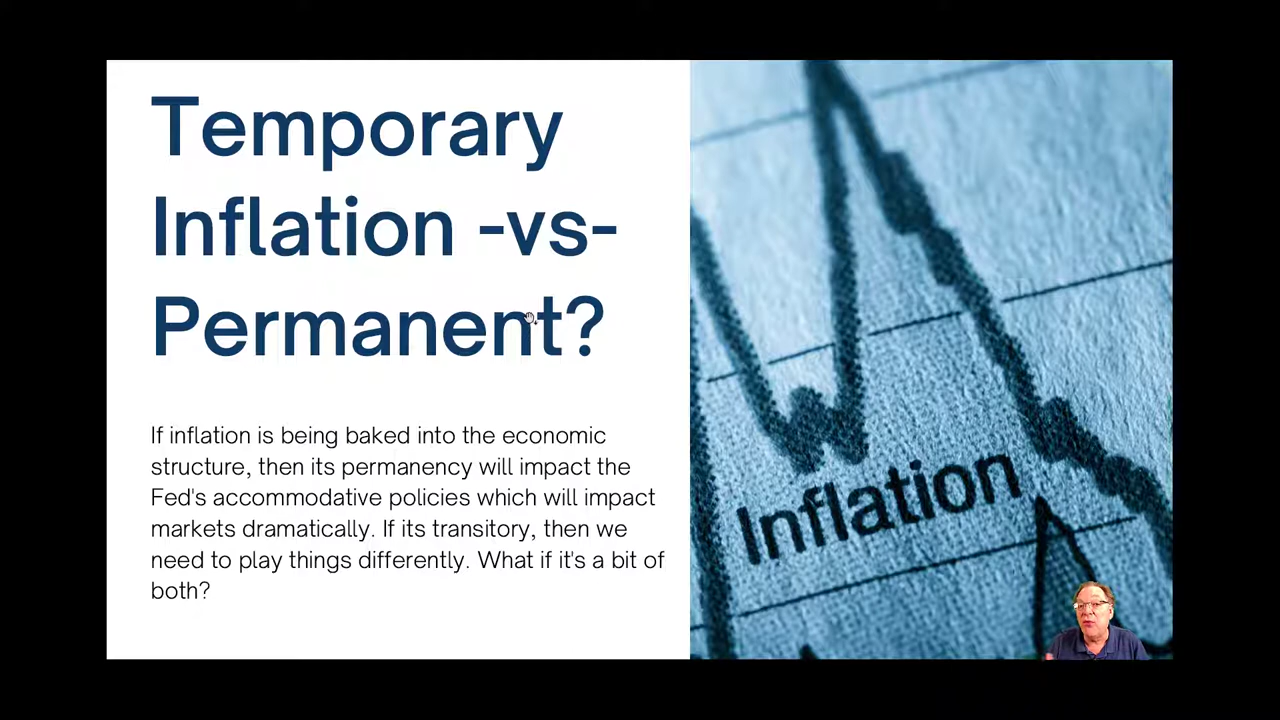 Temporary
Inflation -vs-
Permanent?
If inflation is being baked into the economic
structure, then its permanency will impact the
Fed's accommodative policies which will impact
markets dramatically. If its transitory, then we
need to play things differently. What if it's a bit of
both?
Inflation